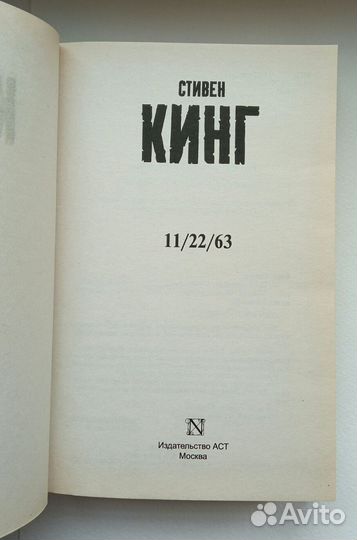 СТИВЕН
КИНГ
11/22/63
N
Издательство АСТ
Москва
Avito